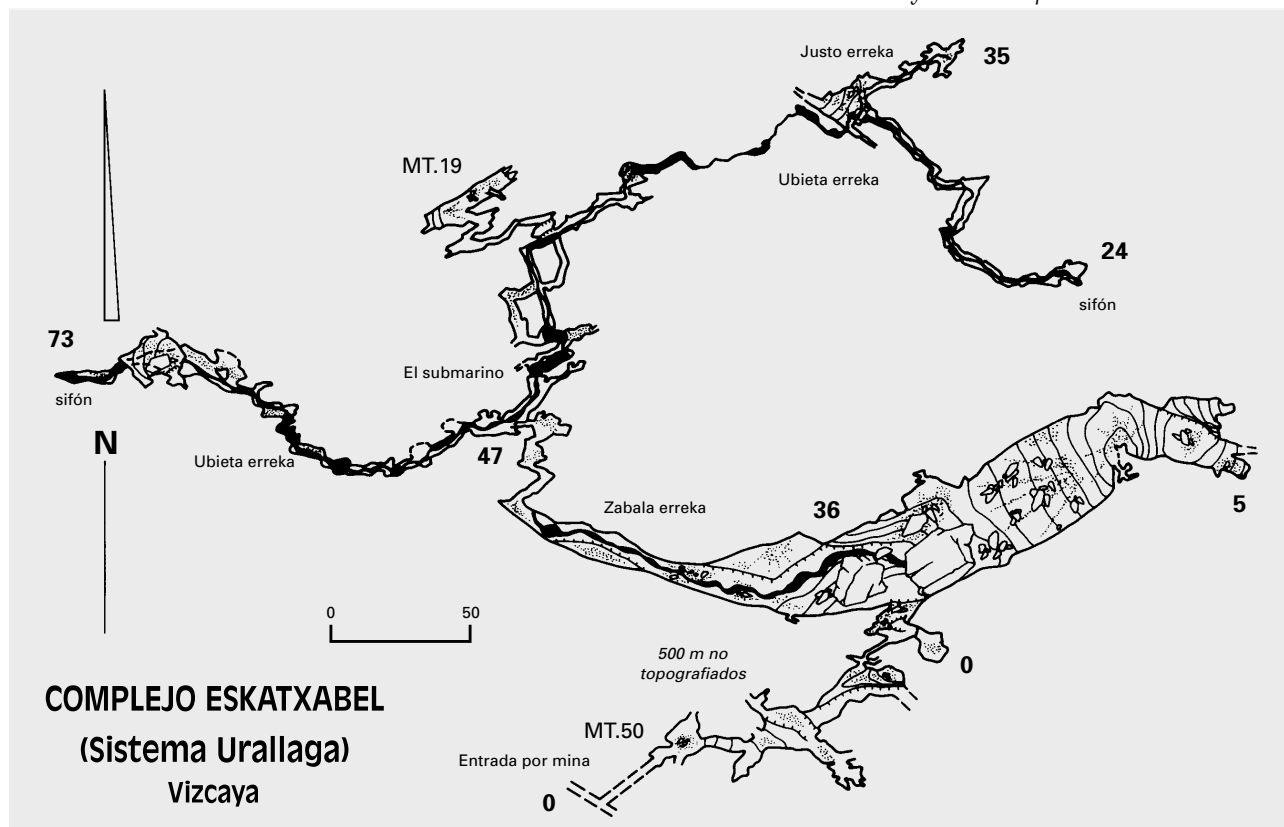 Justo erreka
35
MT.19
Ubieta erreka
24
sifón
73
sifón
El submarino
N
Ubieta erreka
47
Zabala erreka
36
5
0
50
500 m no
topografiados
0
MT.50
Entrada por mina
0
COMPLEJO ESKATXABEL
(Sistema Urallaga)
Vizcaya